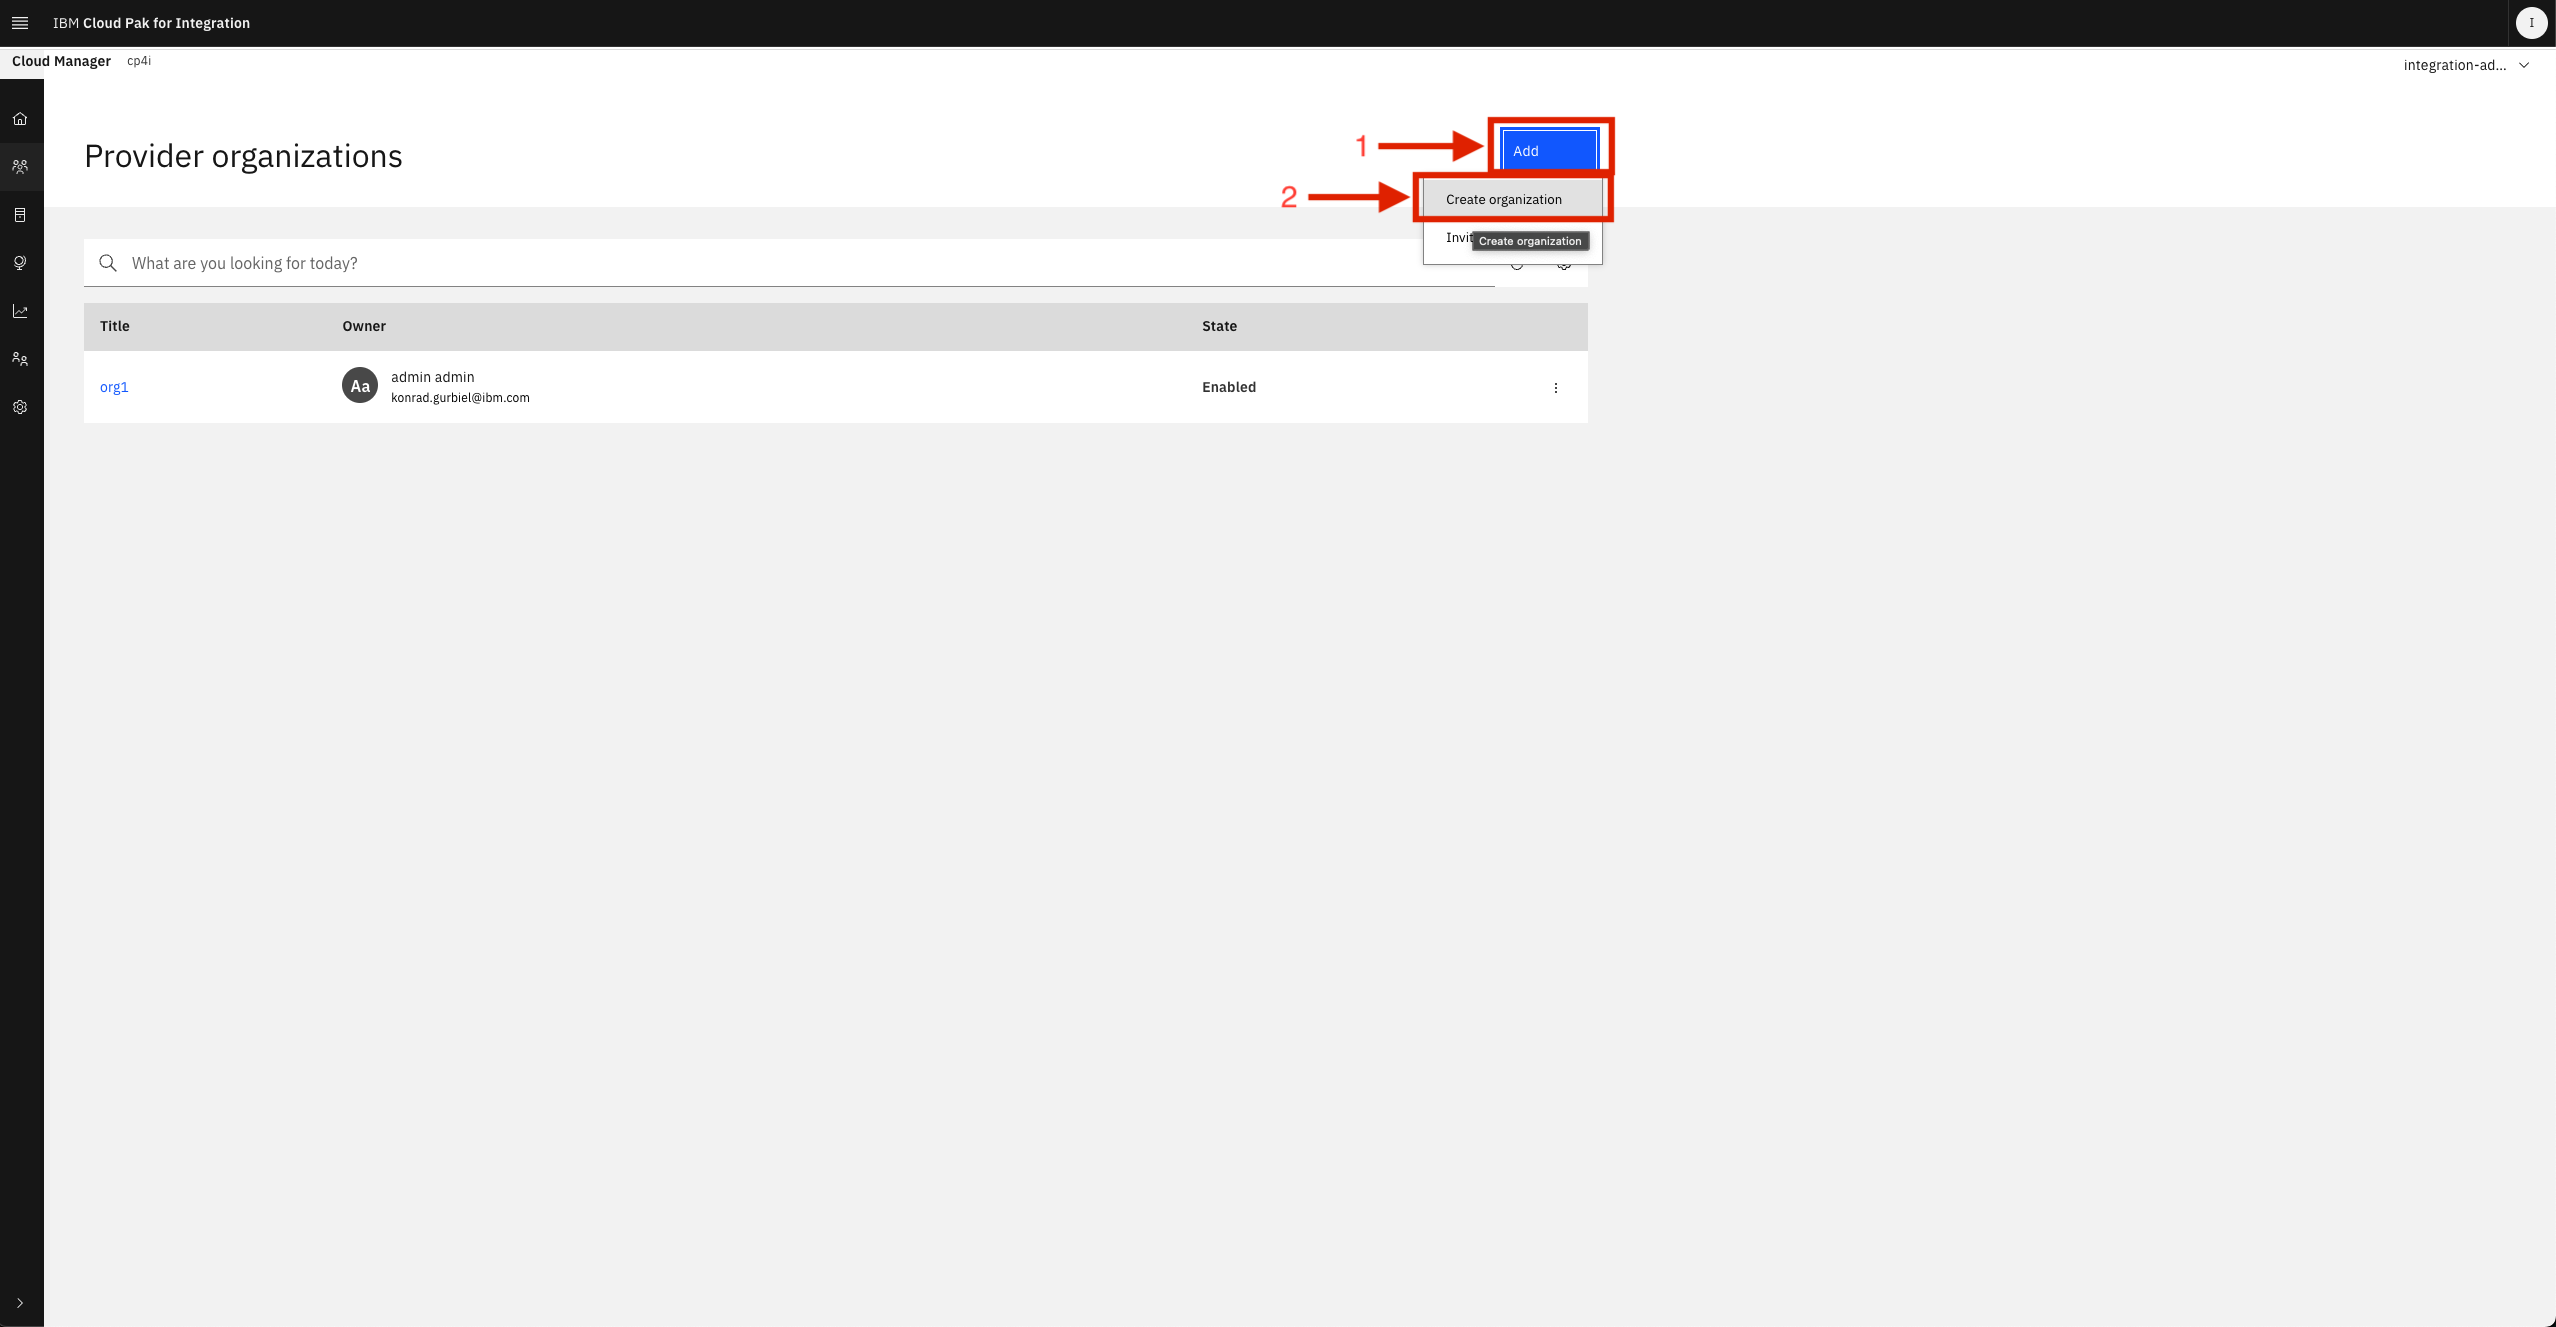 IBM Cloud Pak for Integration
I
Cloud Manager cp4i
integration-ad...
Provider organizations
1
Add
2
Create organization
Create organization
What are you looking for today?
Title Owner State
org1
Aa
admin admin
konrad.gurbiel@ibm.com
Enabled